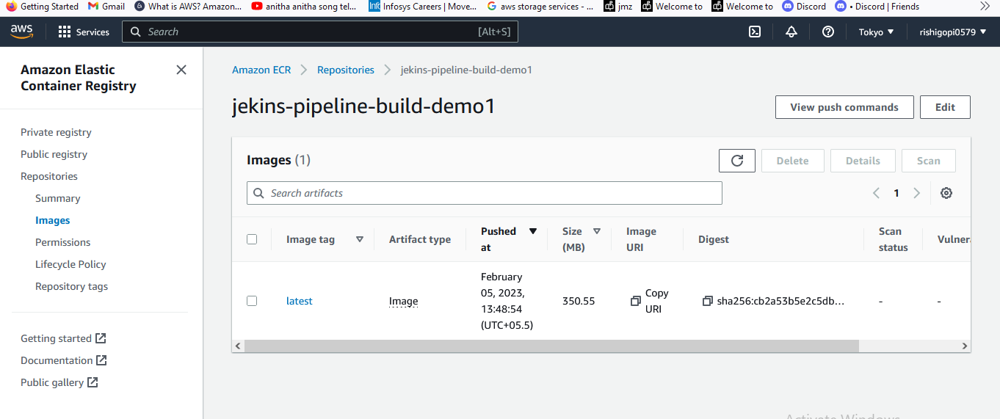 Getting Started Gmail What is AWS? Amazon... anitha anitha song tel... Infosys Careers | Move... aws storage services - ... jmz Welcome to Welcome to Discord • Discord | Friends
aws Services Search [Alt+S] Tokyo ▼ rishigopi0579 ▼
Amazon Elastic
Container Registry
Private registry
Public registry
Repositories
Summary
Images
Permissions
Lifecycle Policy
Repository tags
Getting started
Documentation
Public gallery
Amazon ECR > Repositories > jekins-pipeline-build-demo1
jekins-pipeline-build-demo1
View push commands Edit
Images (1)
Delete Details Scan
Search artifacts
1
Image tag Artifact type Pushed at Size (MB) Image URI Digest Scan status Vulnera
latest Image February 05, 2023, 13:48:54 (UTC+05.5) 350.55 Copy URI sha256:cb2a53b5e2c5db... - -
Activate Windows